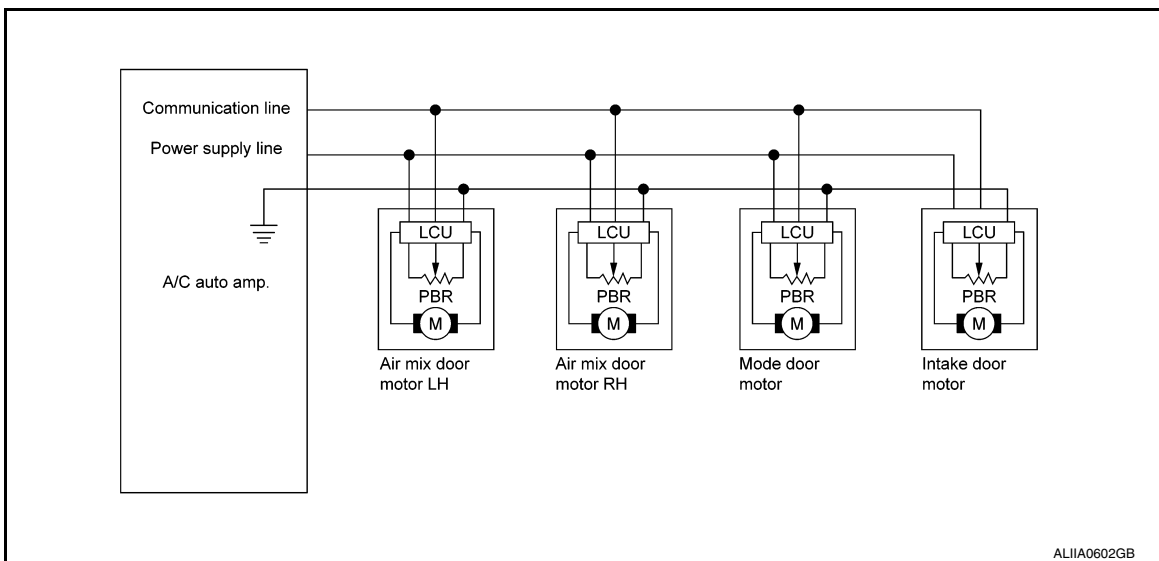 Communication line
Power supply line
A/C auto amp.
LCU
PBR
M
Air mix door
motor LH
LCU
PBR
M
Air mix door
motor RH
LCU
PBR
M
Mode door
motor
LCU
PBR
M
Intake door
motor
ALIIA0602GB